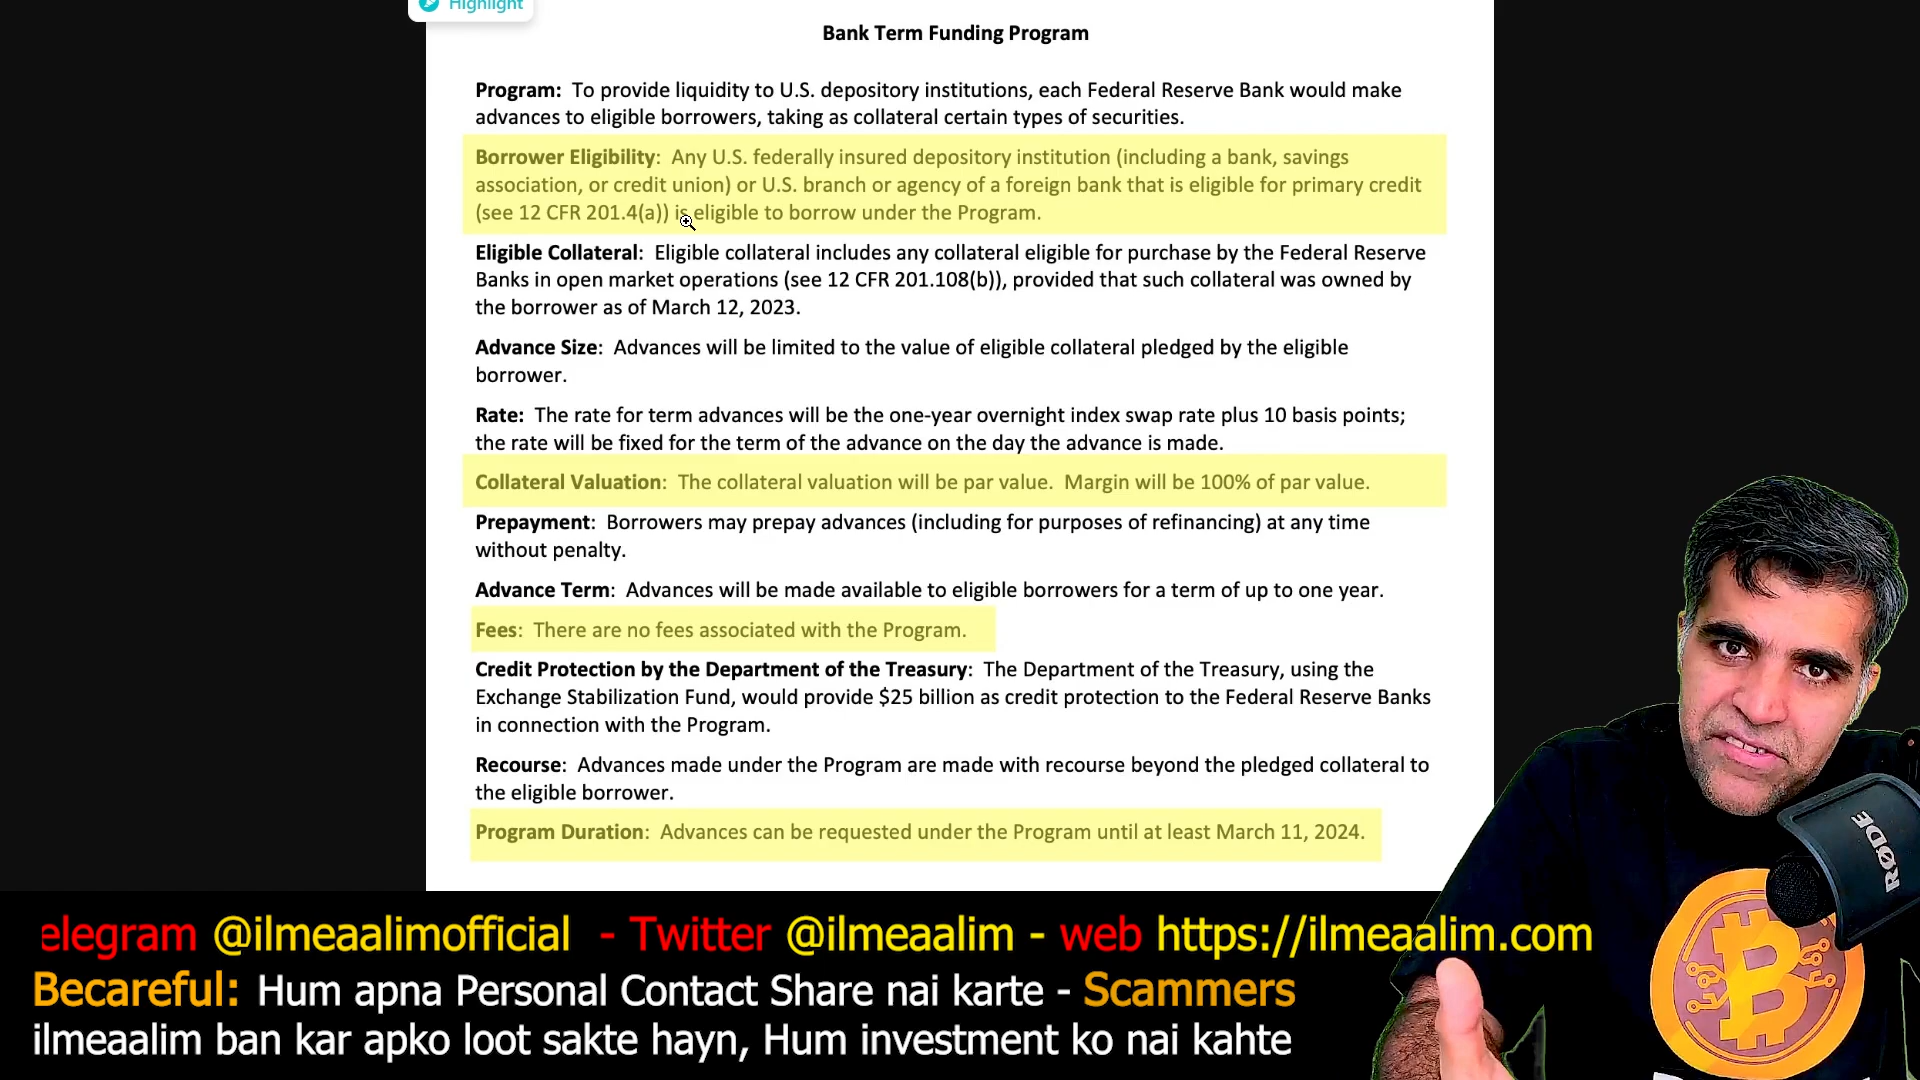 Highlight
Bank Term Funding Program
Program: To provide liquidity to U.S. depository institutions, each Federal Reserve Bank would make
advances to eligible borrowers, taking as collateral certain types of securities.
Borrower Eligibility: Any U.S. federally insured depository institution (including a bank, savings
association, or credit union) or U.S. branch or agency of a foreign bank that is eligible for primary credit
(see 12 CFR 201.4(a)) is eligible to borrow under the Program.
Eligible Collateral: Eligible collateral includes any collateral eligible for purchase by the Federal Reserve
Banks in open market operations (see 12 CFR 201.108(b)), provided that such collateral was owned by
the borrower as of March 12, 2023.
Advance Size: Advances will be limited to the value of eligible collateral pledged by the eligible
borrower.
Rate: The rate for term advances will be the one-year overnight index swap rate plus 10 basis points;
the rate will be fixed for the term of the advance on the day the advance is made.
Collateral Valuation: The collateral valuation will be par value. Margin will be 100% of par value.
Prepayment: Borrowers may prepay advances (including for purposes of refinancing) at any time
without penalty.
Advance Term: Advances will be made available to eligible borrowers for a term of up to one year.
Fees: There are no fees associated with the Program.
Credit Protection by the Department of the Treasury: The Department of the Treasury, using the
Exchange Stabilization Fund, would provide $25 billion as credit protection to the Federal Reserve Banks
in connection with the Program.
Recourse: Advances made under the Program are made with recourse beyond the pledged collateral to
the eligible borrower.
Program Duration: Advances can be requested under the Program until at least March 11, 2024.
RØDE
elegram @ilmeaalimofficial - Twitter @ilmeaalim - web https://ilmeaalim.com
Becareful: Hum apna Personal Contact Share nai karte - Scammers
ilmeaalim ban kar apko loot sakte hayn, Hum investment ko nai kahte